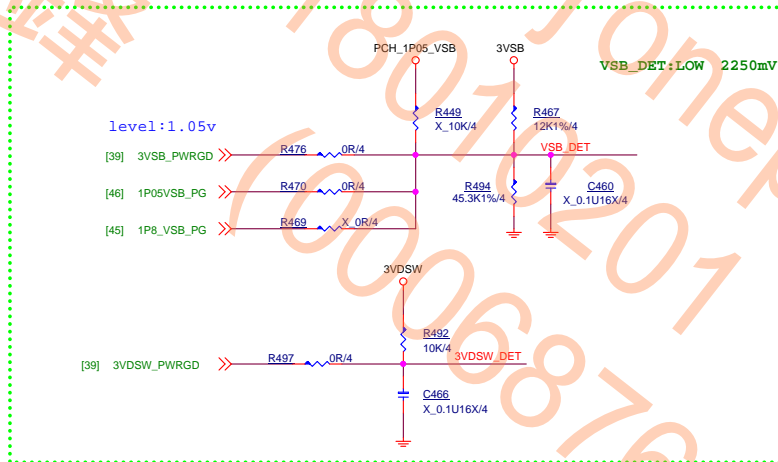 PCH_1P05_VSB
3VSB
VSB_DET:LOW 2250mV
R449
X_10K/4
R467
12K1%/4
level:1.05v
[39] 3VSB_PWRGD
R476
0R/4
VSB_DET
[46] 1P05VSB_PG
R470
0R/4
R494
45.3K1%/4
C460
X_0.1U16X/4
[45] 1P8_VSB_PG
R469
X_0R/4
3VDSW
R492
10K/4
[39] 3VDSW_PWRGD
R497
0R/4
3VDSW_DET
C466
X_0.1U16X/4